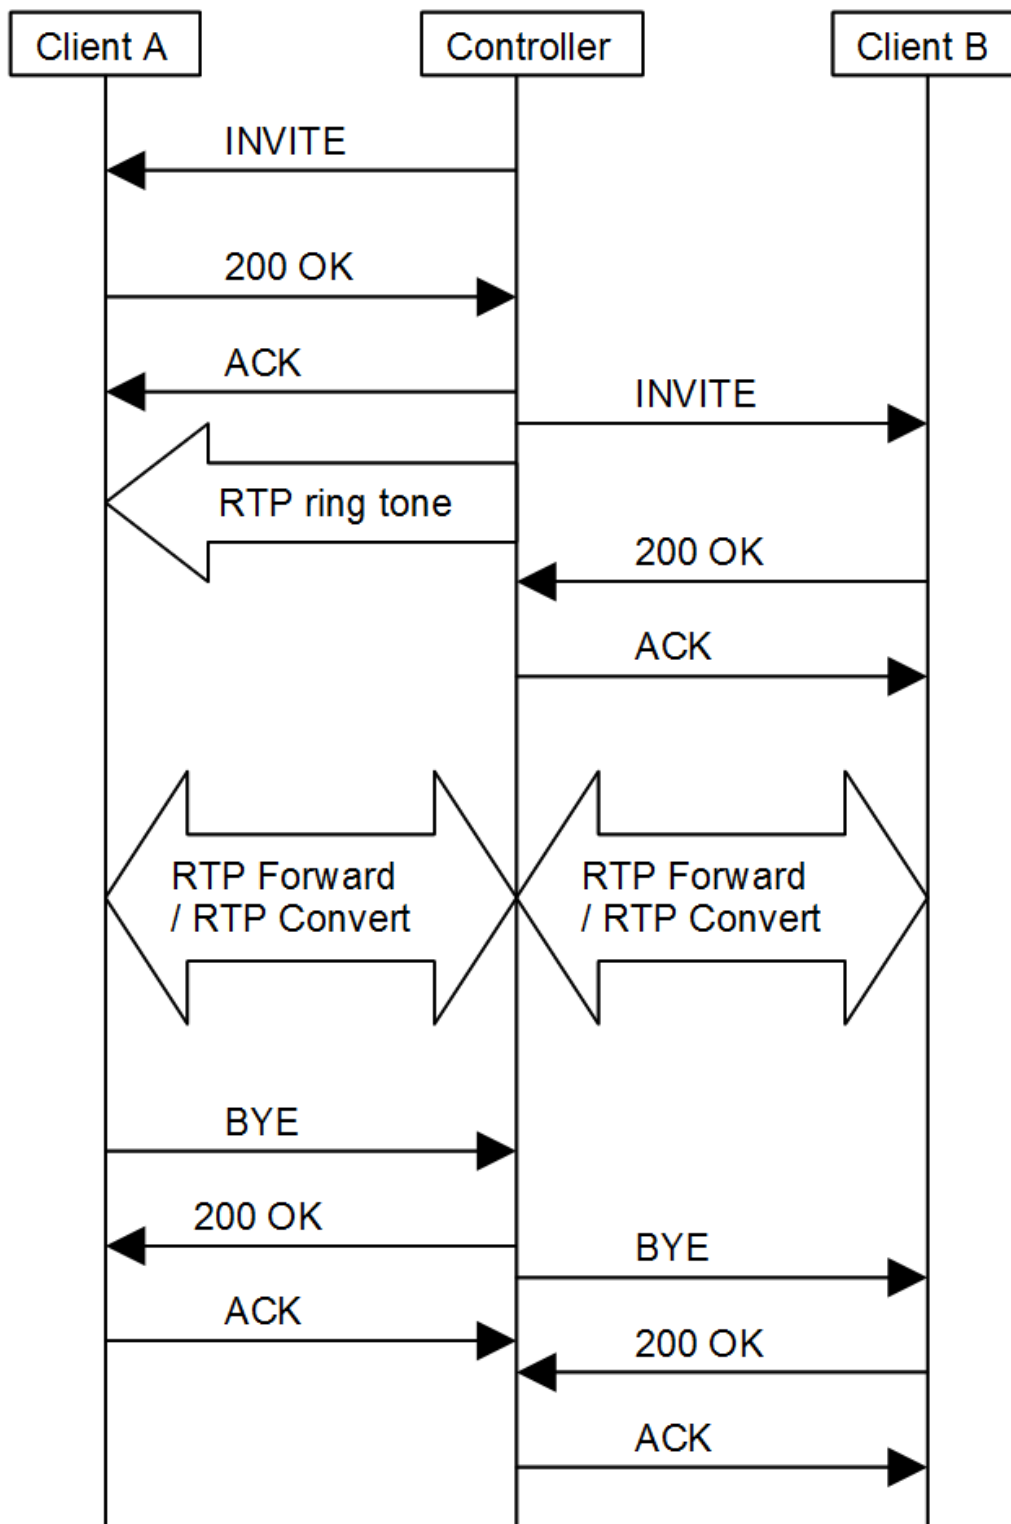 Client A
Controller
Client B
INVITE
200 OK
ACK
INVITE
RTP ring tone
200 OK
ACK
RTP Forward
/ RTP Convert
RTP Forward
/ RTP Convert
BYE
200 OK
BYE
ACK
200 OK
ACK